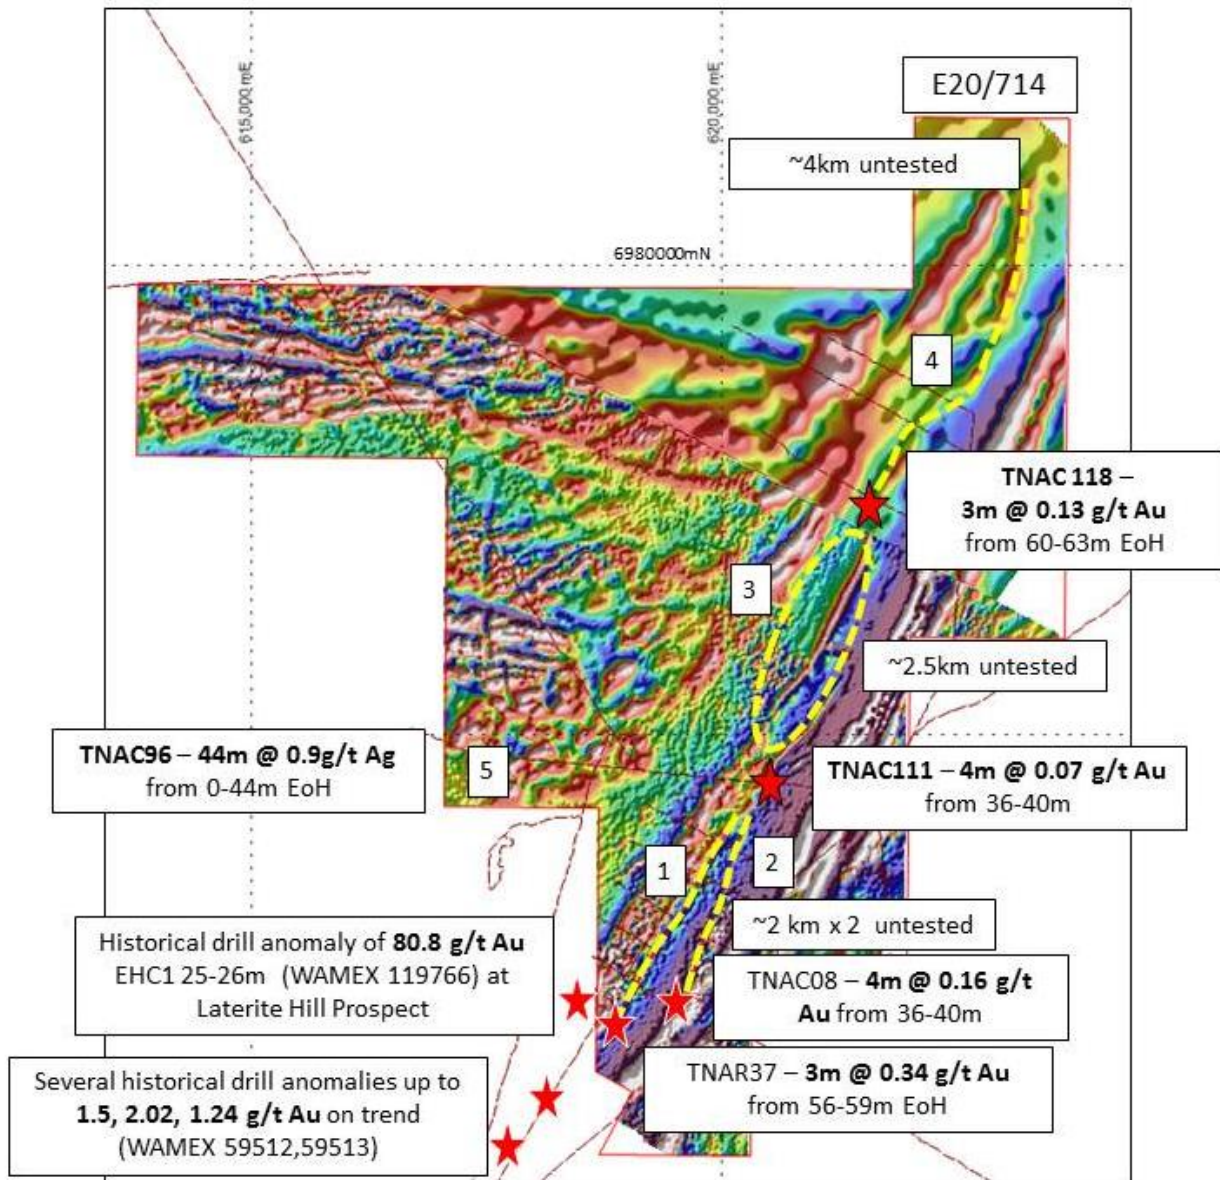 615,000 mE
620,000 mE
E20/714
~4km untested
6980000mN
4
TNAC 118 –
3m @ 0.13 g/t Au
from 60-63m EoH
3
~2.5km untested
TNAC96 – 44m @ 0.9g/t Ag
from 0-44m EoH
5
TNAC111 – 4m @ 0.07 g/t Au
from 36-40m
1
2
~2 km x 2 untested
Historical drill anomaly of 80.8 g/t Au
EHC1 25-26m (WAMEX 119766) at
Laterite Hill Prospect
TNAC08 – 4m @ 0.16 g/t
Au from 36-40m
Several historical drill anomalies up to
1.5, 2.02, 1.24 g/t Au on trend
(WAMEX 59512,59513)
TNAR37 – 3m @ 0.34 g/t Au
from 56-59m EoH